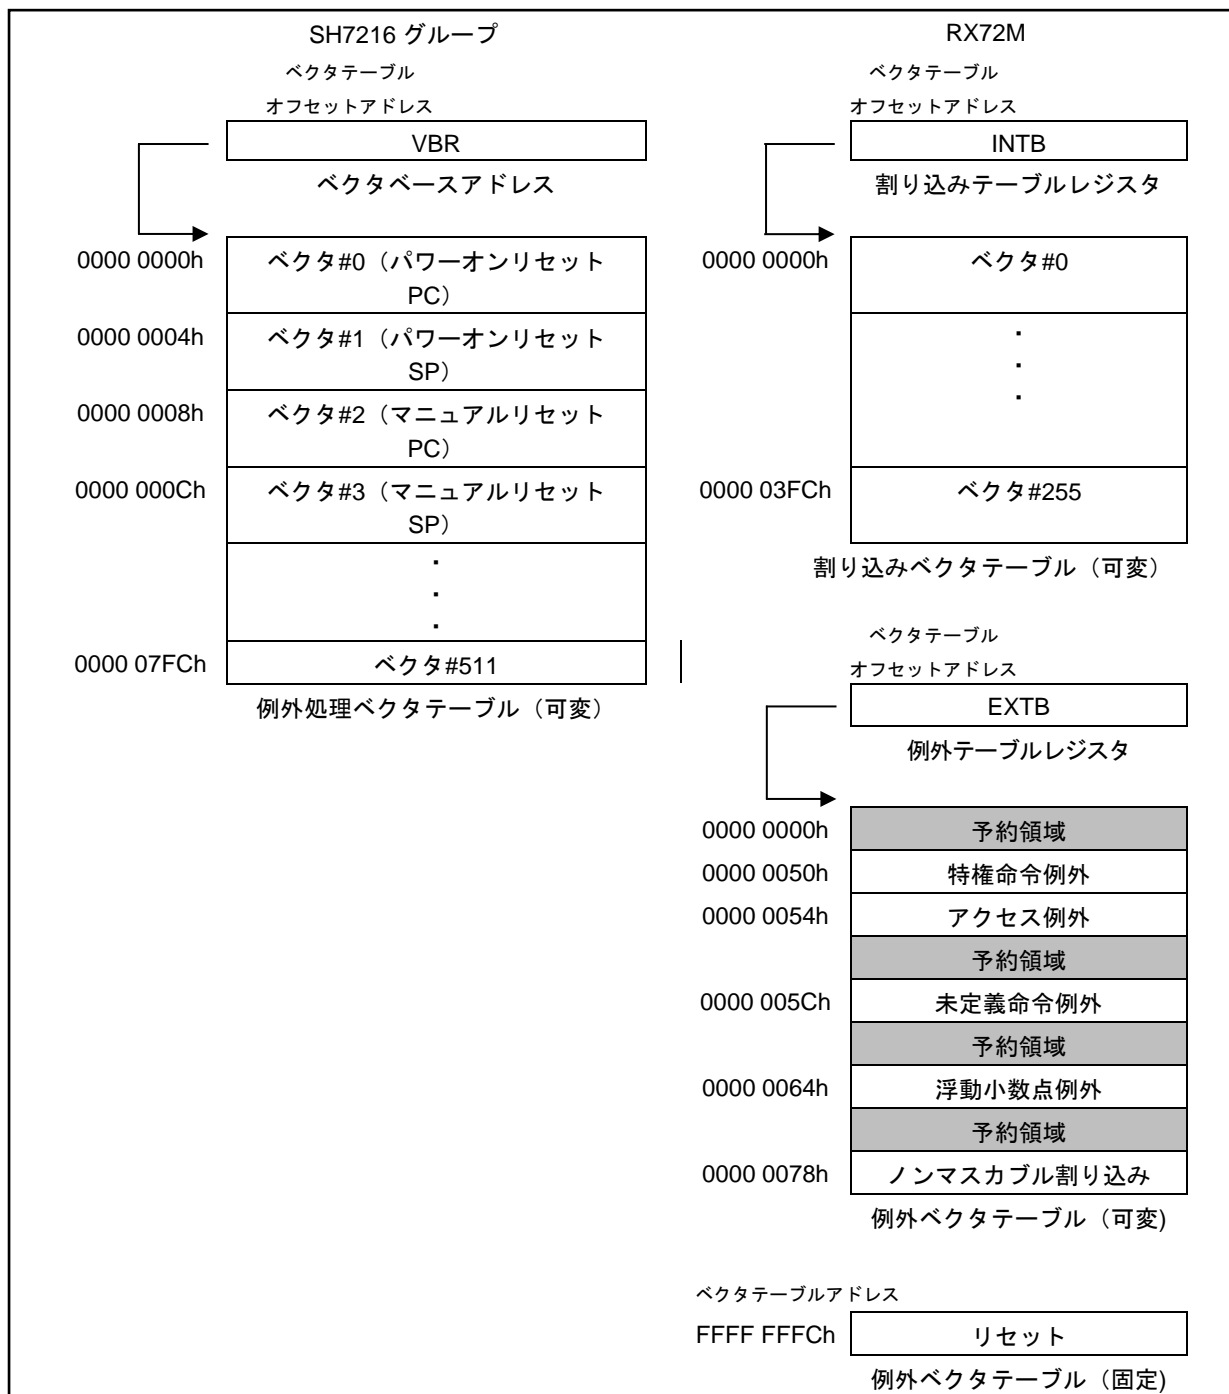 SH7216 グループ
ベクタテーブル
オフセットアドレス
VBR
ベクタベースアドレス
0000 0000h
ベクタ#0（パワーオンリセット
PC）
0000 0004h
ベクタ#1（パワーオンリセット
SP）
0000 0008h
ベクタ#2（マニュアルリセット
PC）
0000 000Ch
ベクタ#3（マニュアルリセット
SP）
・
・
・
0000 07FCh
ベクタ#511
例外処理ベクタテーブル（可変）
RX72M
ベクタテーブル
オフセットアドレス
INTB
割り込みテーブルレジスタ
0000 0000h
ベクタ#0
・
・
・
0000 03FCh
ベクタ#255
割り込みベクタテーブル（可変）
ベクタテーブル
オフセットアドレス
EXTB
例外テーブルレジスタ
0000 0000h
予約領域
0000 0050h
特権命令例外
0000 0054h
アクセス例外
予約領域
0000 005Ch
未定義命令例外
予約領域
0000 0064h
浮動小数点例外
予約領域
0000 0078h
ノンマスカブル割り込み
例外ベクタテーブル（可変)
ベクタテーブルアドレス
FFFF FFFCh
リセット
例外ベクタテーブル（固定)